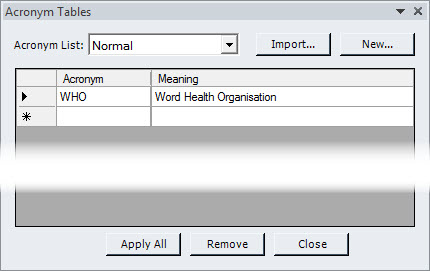 Acronym Tables
Acronym List: Normal Import... New...
Acronym Meaning
WHO Word Health Organisation
Apply All Remove Close